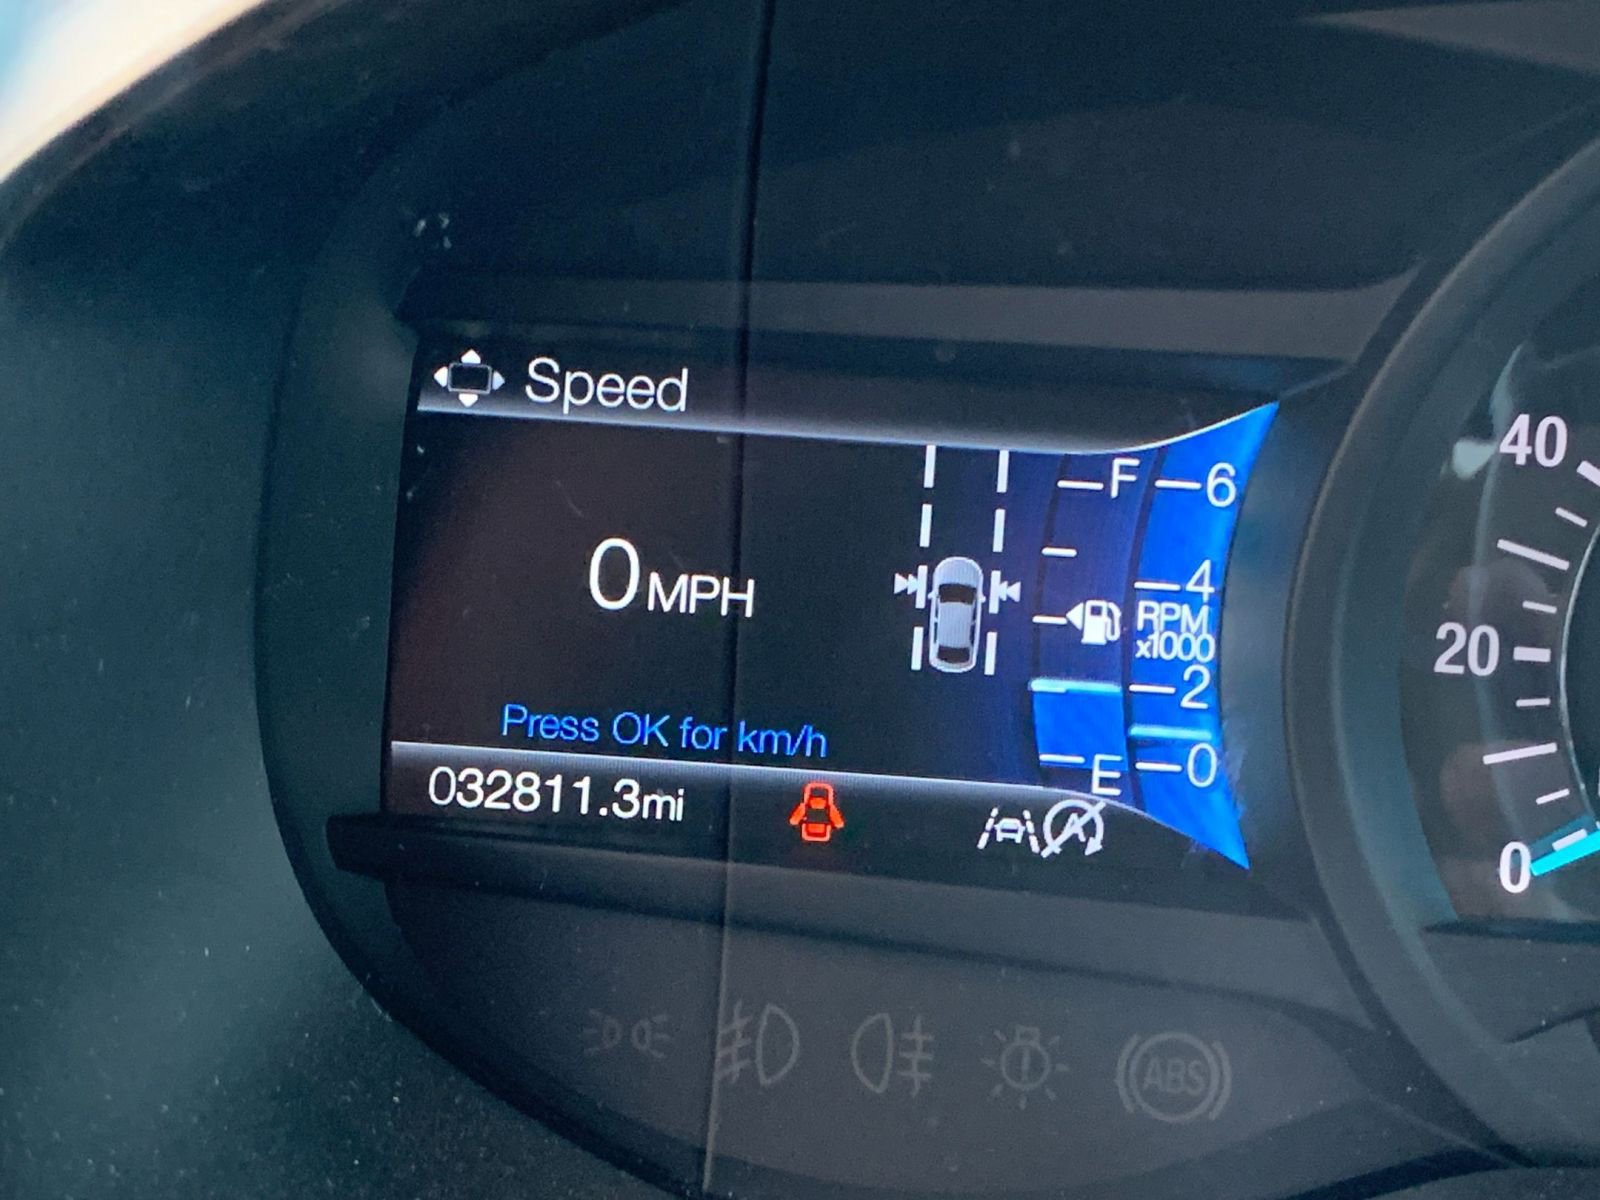 Speed
0 MPH
Press OK for km/h
032811.3mi
F
E
6
4
RPM
x1000
2
0
40
20
0
ABS